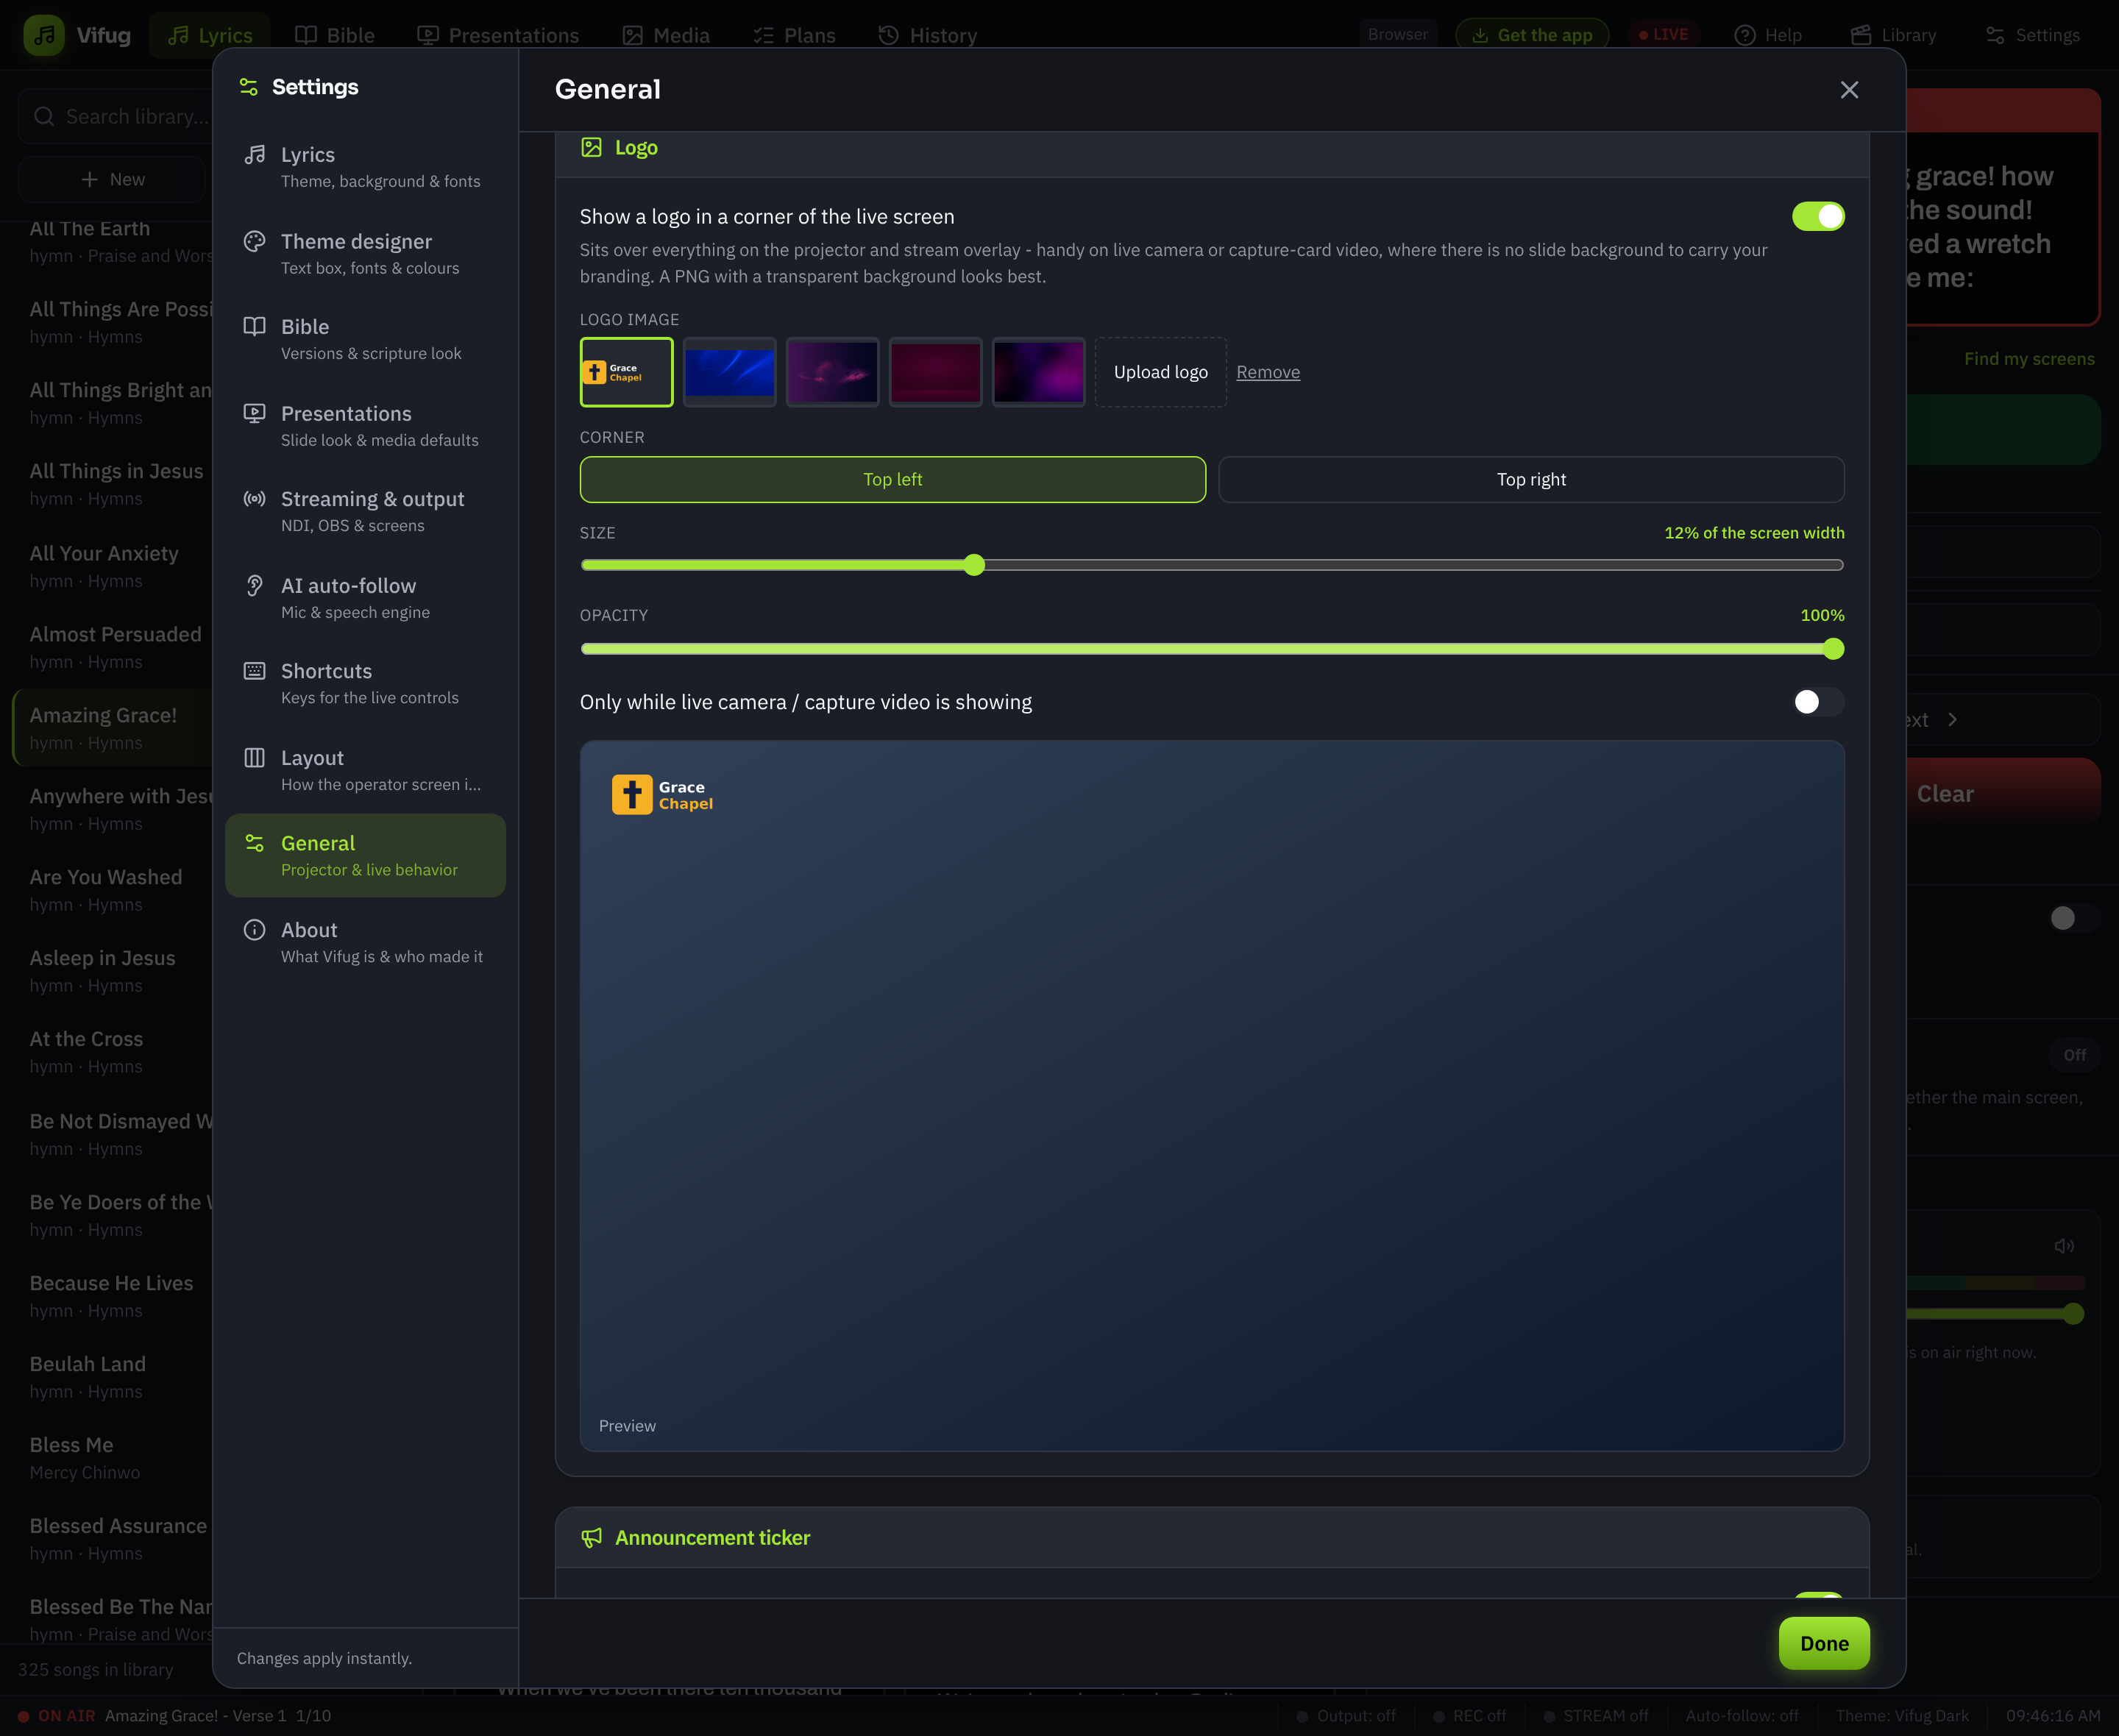 Vifug
Lyrics
Bible
Presentations
Media
Plans
History
Browser
Get the app
LIVE
Help
Library
Settings
Search library...
New
All The Earth
hymn · Praise and Wors
All Things Are Possi
hymn · Hymns
All Things Bright an
hymn · Hymns
All Things in Jesus
hymn · Hymns
All Your Anxiety
hymn · Hymns
Almost Persuaded
hymn · Hymns
Amazing Grace!
hymn · Hymns
Anywhere with Jesu
hymn · Hymns
Are You Washed
hymn · Hymns
Asleep in Jesus
hymn · Hymns
At the Cross
hymn · Hymns
Be Not Dismayed W
hymn · Hymns
Be Ye Doers of the W
hymn · Hymns
Because He Lives
hymn · Hymns
Beulah Land
hymn · Hymns
Bless Me
Mercy Chinwo
Blessed Assurance
hymn · Hymns
Blessed Be The Nar
hymn · Praise and Wors
325 songs in library
Settings
Lyrics
Theme, background & fonts
Theme designer
Text box, fonts & colours
Bible
Versions & scripture look
Presentations
Slide look & media defaults
Streaming & output
NDI, OBS & screens
AI auto-follow
Mic & speech engine
Shortcuts
Keys for the live controls
Layout
How the operator screen i...
General
Projector & live behavior
About
What Vifug is & who made it
Changes apply instantly.
General
Logo
Show a logo in a corner of the live screen
Sits over everything on the projector and stream overlay - handy on live camera or capture-card video, where there is no slide background to carry your
branding. A PNG with a transparent background looks best.
LOGO IMAGE
Grace
Chapel
Upload logo
Remove
CORNER
Top left
Top right
SIZE
12% of the screen width
OPACITY
100%
Only while live camera / capture video is showing
Grace
Chapel
Preview
Announcement ticker
Done
grace! how
the sound!
ed a wretch
e me:
Find my screens
ext
Clear
Off
ether the main screen,
is on air right now.
al.
When we've been there ten thousand
ON AIR Amazing Grace! - Verse 1 1/10
Output: off
REC off
STREAM off
Auto-follow: off
Theme: Vifug Dark
09:46:16 AM